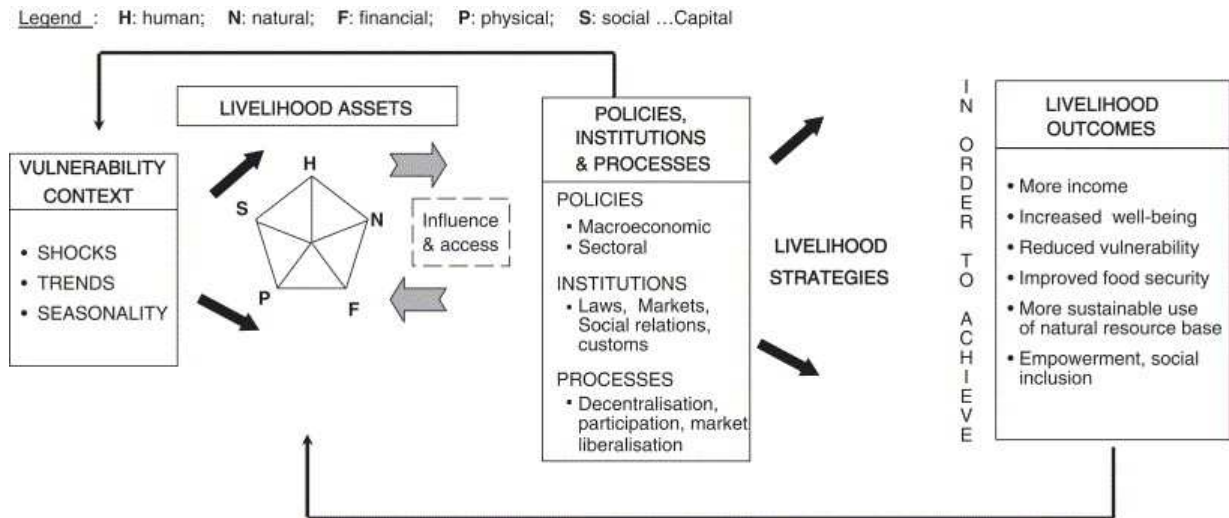 Legend : H: human; N: natural; F: financial; P: physical; S: social ...Capital
LIVELIHOOD ASSETS
VULNERABILITY
CONTEXT
• SHOCKS
• TRENDS
• SEASONALITY
H
S
N
P
F
Influence
& access
POLICIES,
INSTITUTIONS
& PROCESSES
POLICIES
• Macroeconomic
• Sectoral
INSTITUTIONS
• Laws, Markets,
Social relations,
customs
PROCESSES
• Decentralisation,
participation, market
liberalisation
LIVELIHOOD
STRATEGIES
IN ORDER TO ACHIEVE
LIVELIHOOD
OUTCOMES
• More income
• Increased well-being
• Reduced vulnerability
• Improved food security
• More sustainable use
of natural resource base
• Empowerment, social
inclusion